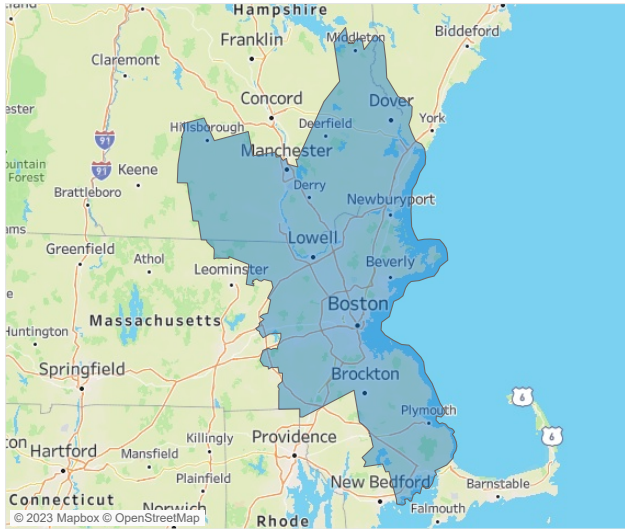 Hampshire
Middleton
Biddeford
Franklin
Claremont
Concord
Dover
York
ester
Deerfield
Hillsborough
91
Manchester
91
Keene
ountain
Forest
Derry
Brattleboro
Newburyport
ms
Lowell
Greenfield
Athol
Leominster
Beverly
e
Boston
Massachusetts
Huntington
Springfield
Brockton
6
Plymouth
6
Providence
Killingly
ton
Hartford
Mansfield
New Bedford
Plainfield
Barnstable
Connecticut
Norwich
Falmouth
Rhode
© 2023 Mapbox © OpenStreetMap